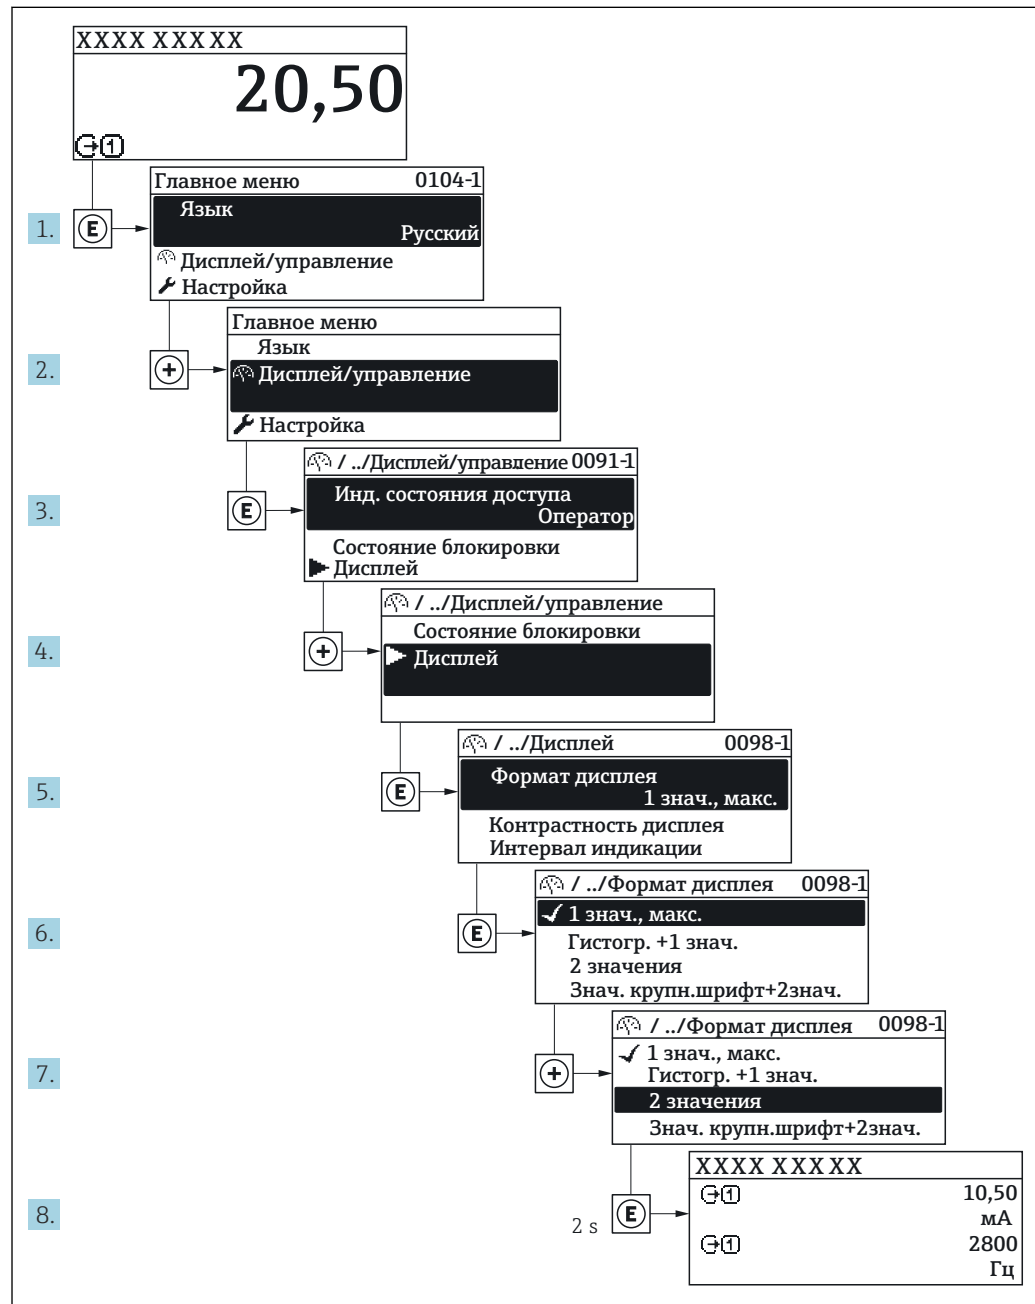 XXXX XXXXX
20,50
1
Главное меню 0104-1
1. E Язык
Русский
Дисплей/управление
Настройка
Главное меню
Язык
2. + Дисплей/управление
Настройка
/ ../Дисплей/управление 0091-1
3. E Инд. состояния доступа
Оператор
Состояние блокировки
Дисплей
/ ../Дисплей/управление
Состояние блокировки
4. + Дисплей
/ ../Дисплей 0098-1
5. E Формат дисплея
1 знач., макс.
Контрастность дисплея
Интервал индикации
/ ../Формат дисплея 0098-1
1 знач., макс.
6. E Гистогр. +1 знач.
2 значения
Знач. крупн.шрифт+2знач.
/ ../Формат дисплея 0098-1
1 знач., макс.
7. + Гистогр. +1 знач.
2 значения
Знач. крупн.шрифт+2знач.
XXXX XXXXX
1 10,50
8. 2 s E мА
1 2800
Гц